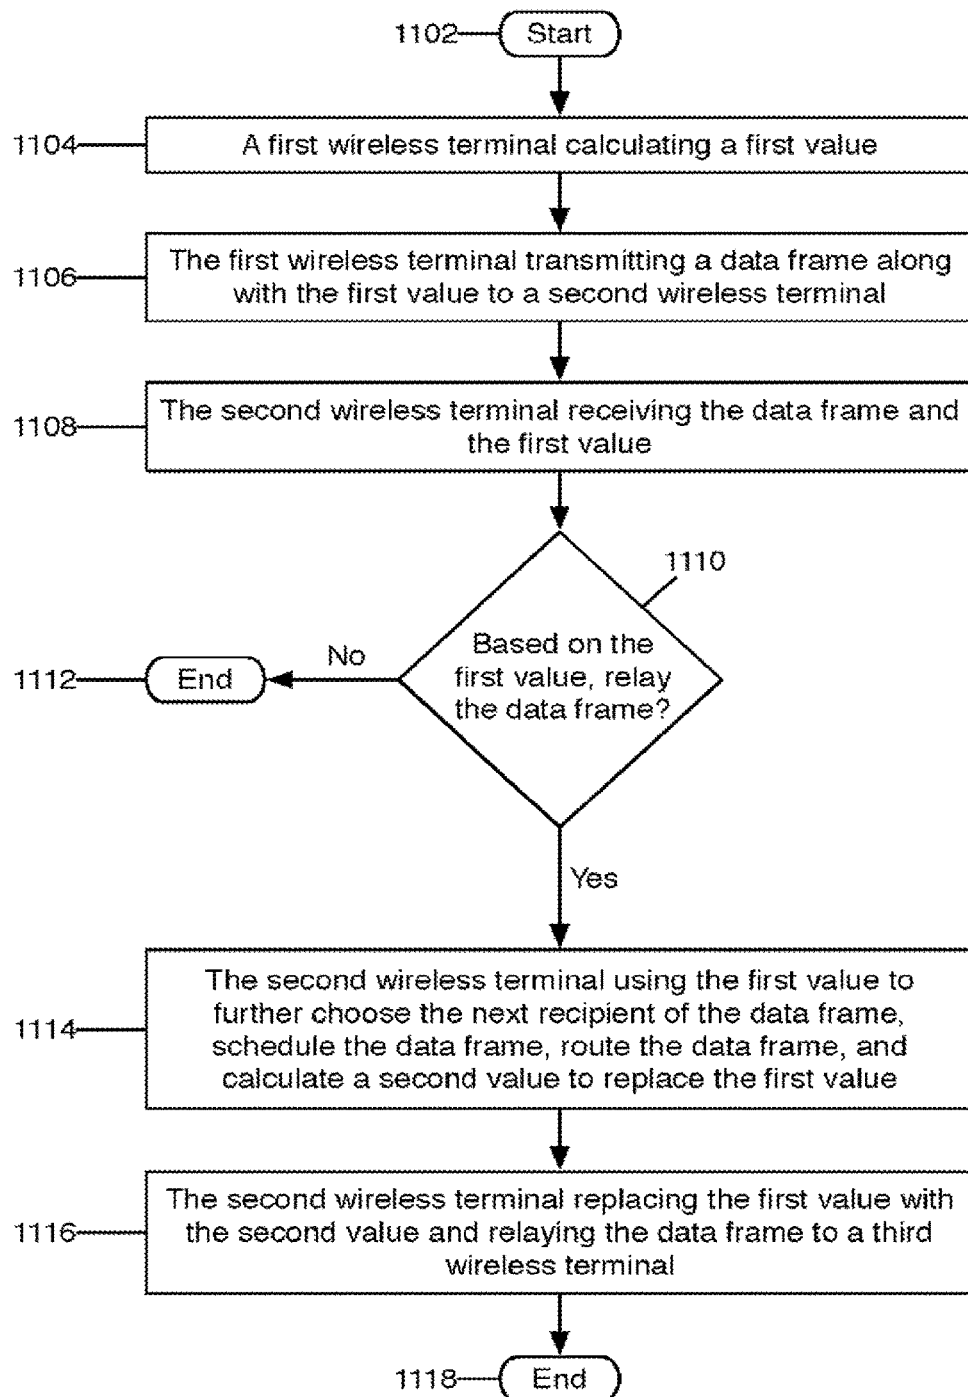 1102
Start
1104
A first wireless terminal calculating a first value
1106
The first wireless terminal transmitting a data frame along
with the first value to a second wireless terminal
1108
The second wireless terminal receiving the data frame and
the first value
1110
Based on the
first value, relay
the data frame?
No
1112
End
Yes
1114
The second wireless terminal using the first value to
further choose the next recipient of the data frame,
schedule the data frame, route the data frame, and
calculate a second value to replace the first value
1116
The second wireless terminal replacing the first value with
the second value and relaying the data frame to a third
wireless terminal
1118
End